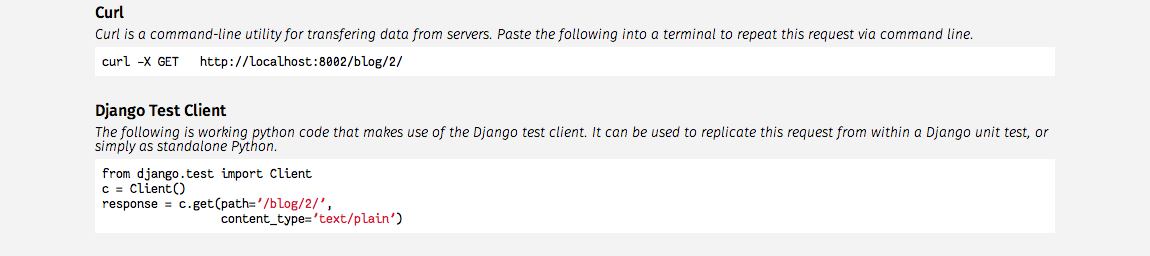 Curl
Curl is a command-line utility for transfering data from servers. Paste the following into a terminal to repeat this request via command line.
curl -X GET   http://localhost:8002/blog/2/
Django Test Client
The following is working python code that makes use of the Django test client. It can be used to replicate this request from within a Django unit test, or
simply as standalone Python.
from django.test import Client
c = Client()
response = c.get(path='/blog/2/',
                 content_type='text/plain')